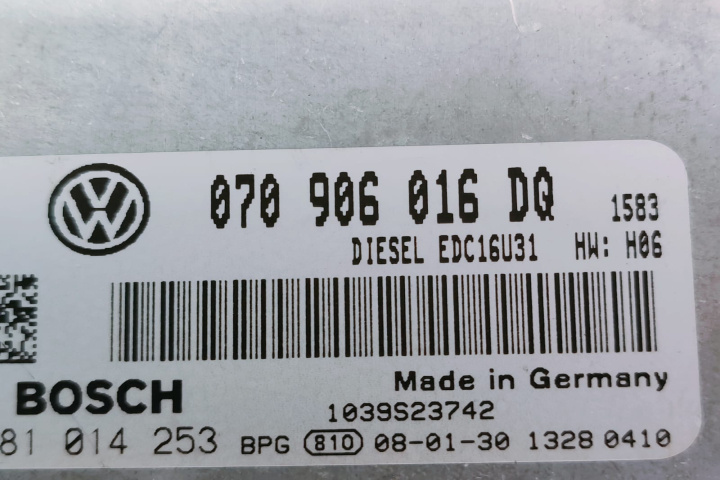 070 906 016 DQ 1583
DIESEL EDC16U31 HW: H06
BOSCH Made in Germany
1039S23742
81 014 253 BPG 810 08-01-30 1328 0410